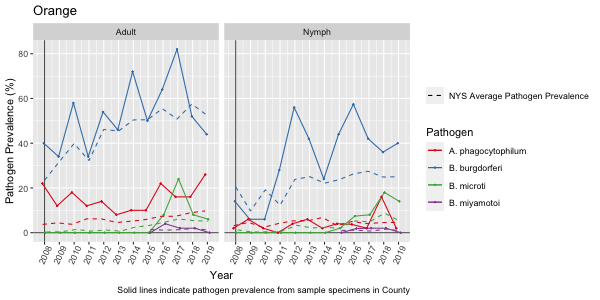 Orange
Adult
Nymph
Pathogen Prevalence (%)
80
60
40
20
0
2008 2009 2010 2011 2012 2013 2014 2015 2016 2017 2018 2019
2008 2009 2010 2011 2012 2013 2014 2015 2016 2017 2018 2019
Year
NYS Average Pathogen Prevalence
Pathogen
A. phagocytophilum
B. burgdorferi
B. microti
B. miyamotoi
Solid lines indicate pathogen prevalence from sample specimens in County